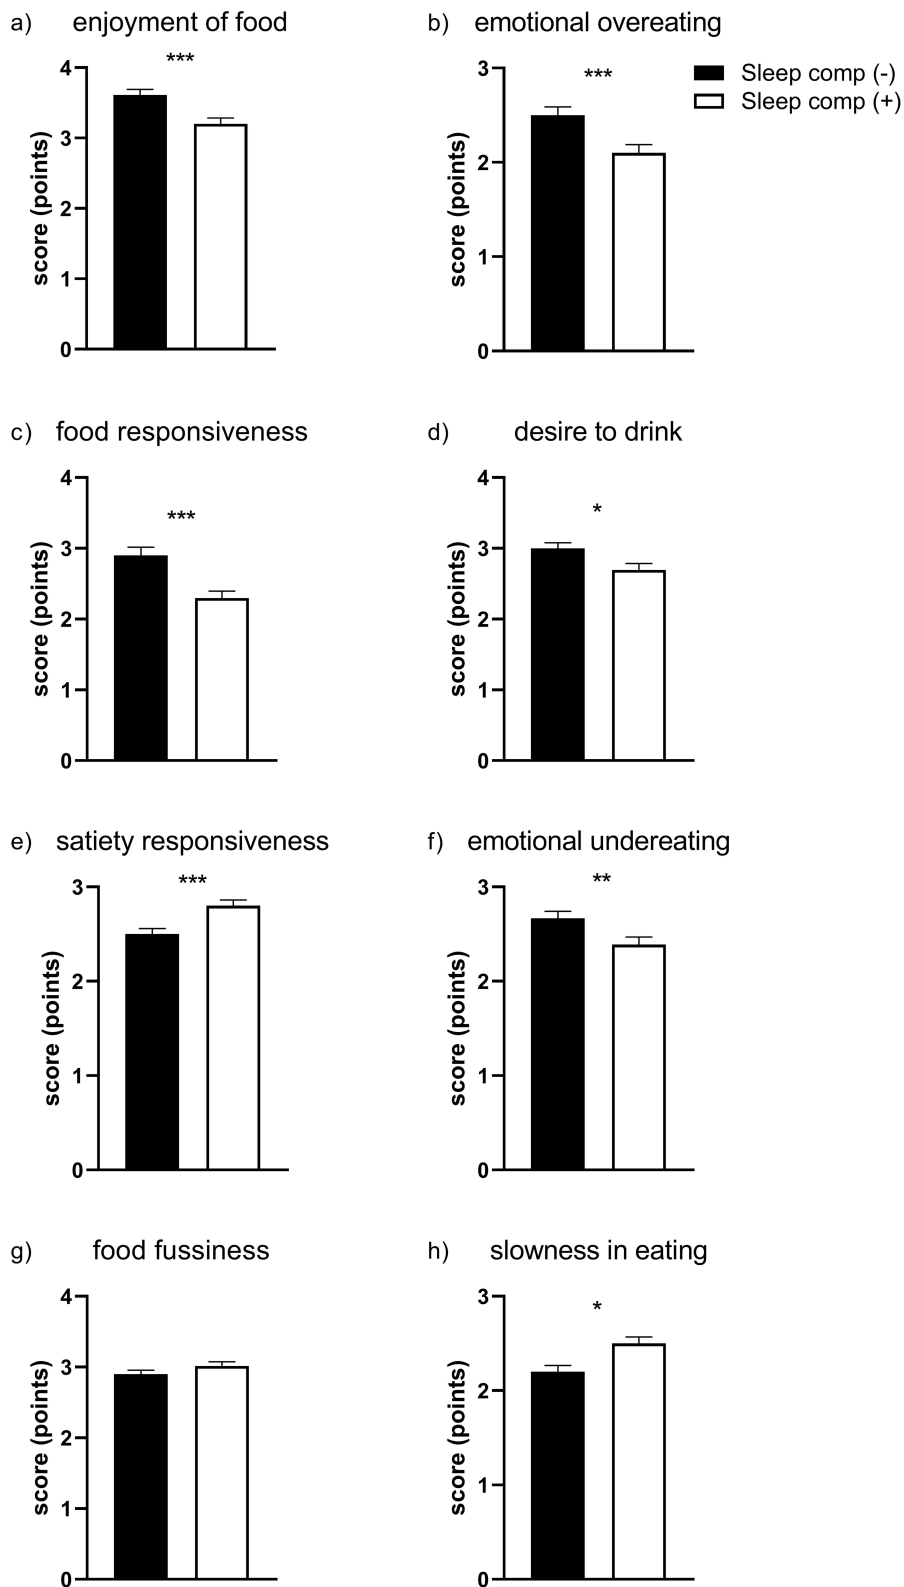 a) enjoyment of food
***
score (points)
4
3
2
1
0
b) emotional overeating
***
score (points)
3
2
1
0
Sleep comp (-)
Sleep comp (+)
c) food responsiveness
***
score (points)
4
3
2
1
0
d) desire to drink
*
score (points)
4
3
2
1
0
e) satiety responsiveness
***
score (points)
3
2
1
0
f) emotional undereating
**
score (points)
3
2
1
0
g) food fussiness
score (points)
4
3
2
1
0
h) slowness in eating
*
score (points)
3
2
1
0